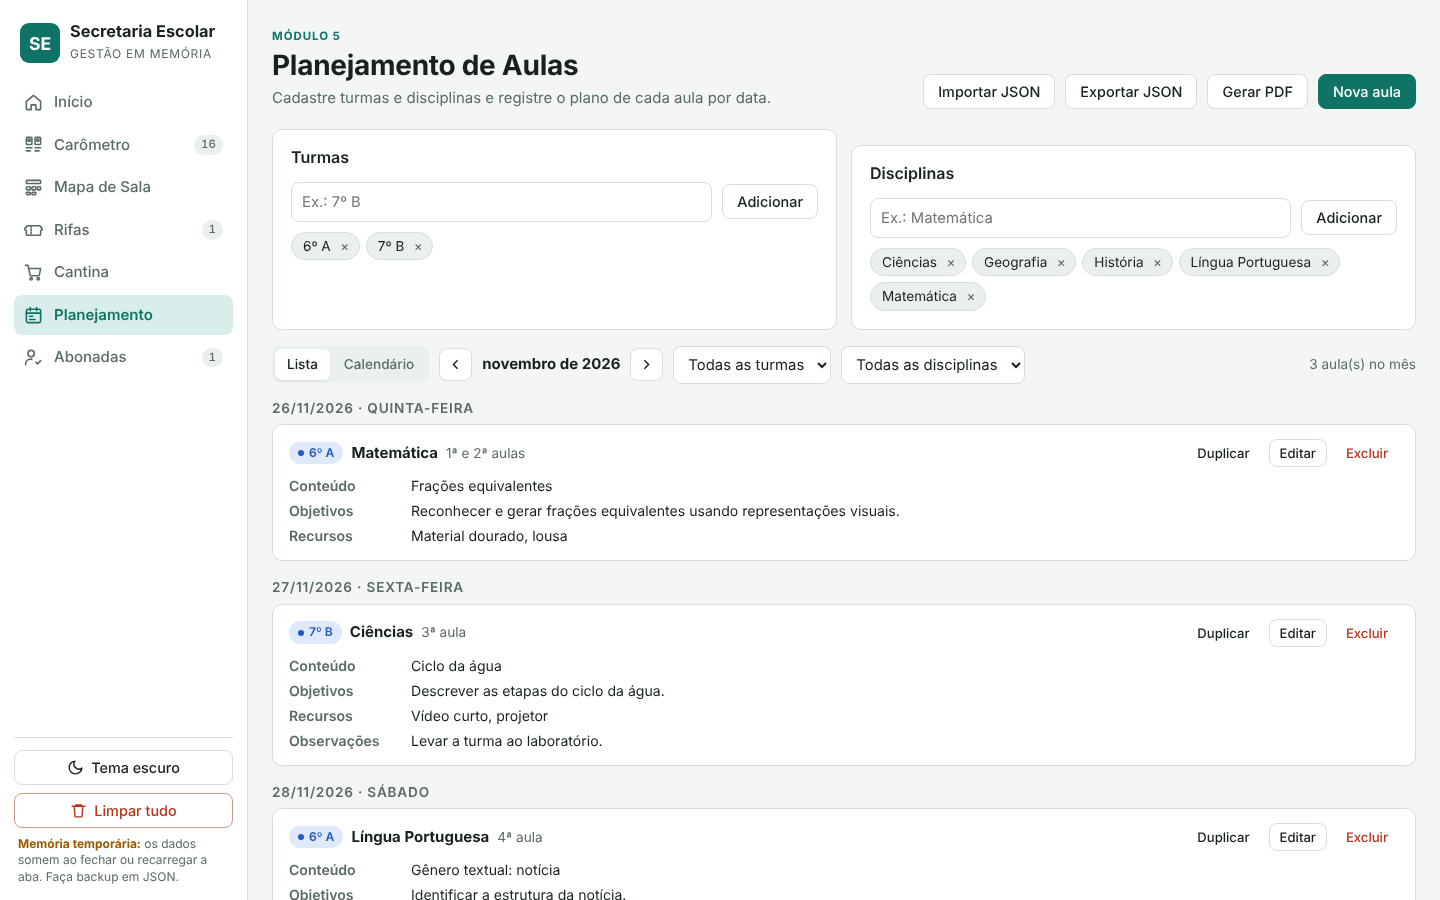 SE
Secretaria Escolar
GESTÃO EM MEMÓRIA
Início
Carômetro 16
Mapa de Sala
Rifas 1
Cantina
Planejamento
Abonadas 1
Tema escuro
Limpar tudo
Memória temporária: os dados
somem ao fechar ou recarregar a
aba. Faça backup em JSON.
MÓDULO 5
Planejamento de Aulas
Cadastre turmas e disciplinas e registre o plano de cada aula por data.
Importar JSON Exportar JSON Gerar PDF Nova aula
Turmas
Ex.: 7º B Adicionar
6º A × 7º B ×
Disciplinas
Ex.: Matemática Adicionar
Ciências × Geografia × História × Língua Portuguesa ×
Matemática ×
Lista Calendário novembro de 2026 Todas as turmas Todas as disciplinas 3 aula(s) no mês
26/11/2026 · QUINTA-FEIRA
6º A Matemática 1ª e 2ª aulas Duplicar Editar Excluir
Conteúdo Frações equivalentes
Objetivos Reconhecer e gerar frações equivalentes usando representações visuais.
Recursos Material dourado, lousa
27/11/2026 · SEXTA-FEIRA
7º B Ciências 3ª aula Duplicar Editar Excluir
Conteúdo Ciclo da água
Objetivos Descrever as etapas do ciclo da água.
Recursos Vídeo curto, projetor
Observações Levar a turma ao laboratório.
28/11/2026 · SÁBADO
6º A Língua Portuguesa 4ª aula Duplicar Editar Excluir
Conteúdo Gênero textual: notícia
Objetivos Identificar a estrutura da notícia.